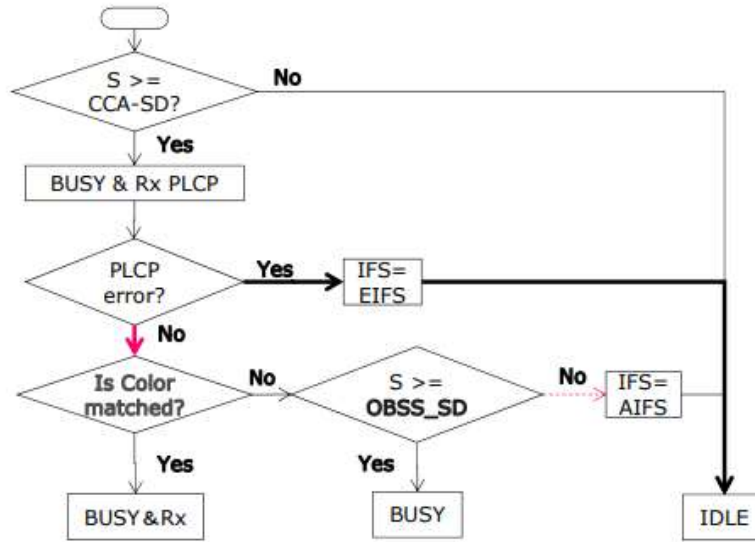 S >=
CCA-SD?
No
Yes
BUSY & Rx PLCP
PLCP
error?
Yes
IFS=
EIFS
No
Is Color
matched?
No
S >=
OBSS_SD
No
IFS=
AIFS
Yes
Yes
BUSY&Rx
BUSY
IDLE